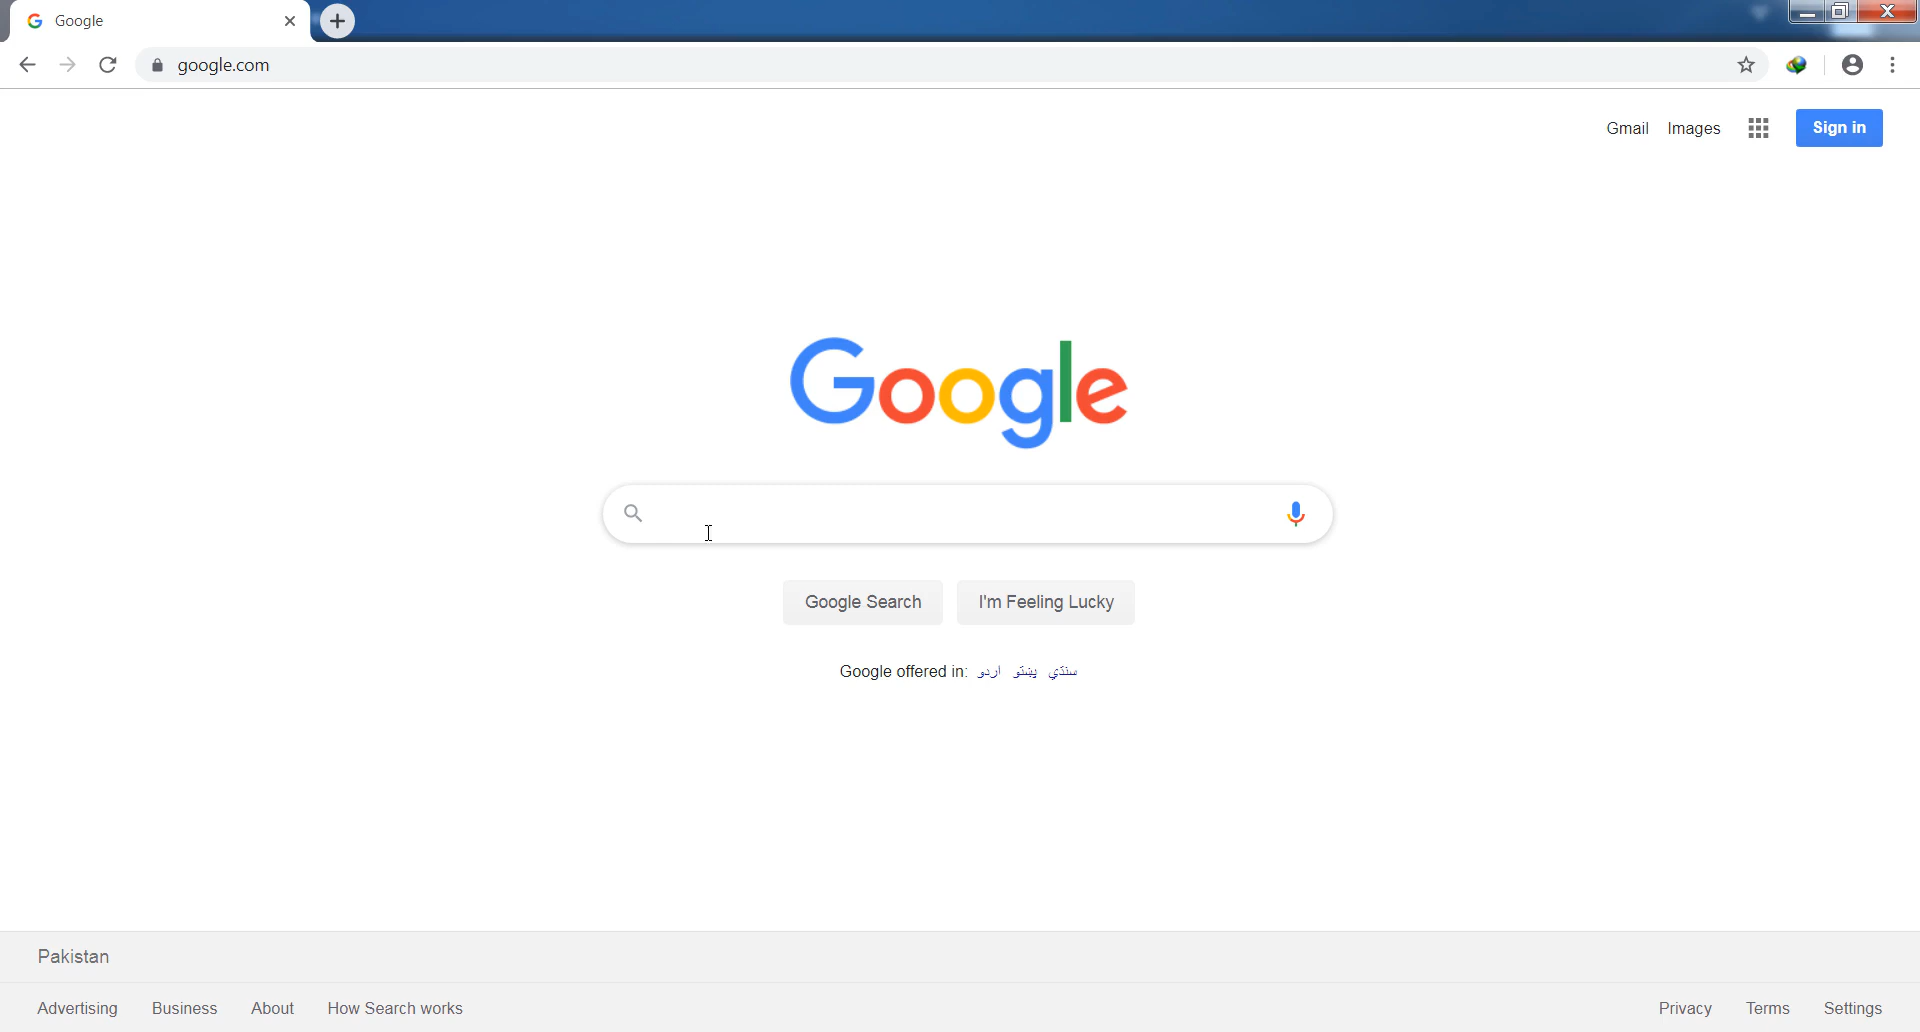 Google
google.com
Gmail Images Sign in
Google
Google Search I'm Feeling Lucky
Google offered in: اردو پښتو سنڌي
Pakistan
Advertising Business About How Search works Privacy Terms Settings